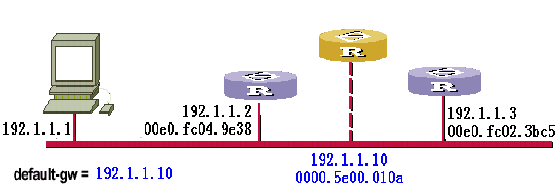 R
R
R
192.1.1.1
192.1.1.2
00e0.fc04.9e38
192.1.1.3
00e0.fc02.3bc5
192.1.1.10
0000.5e00.010a
default-gw = 192.1.1.10